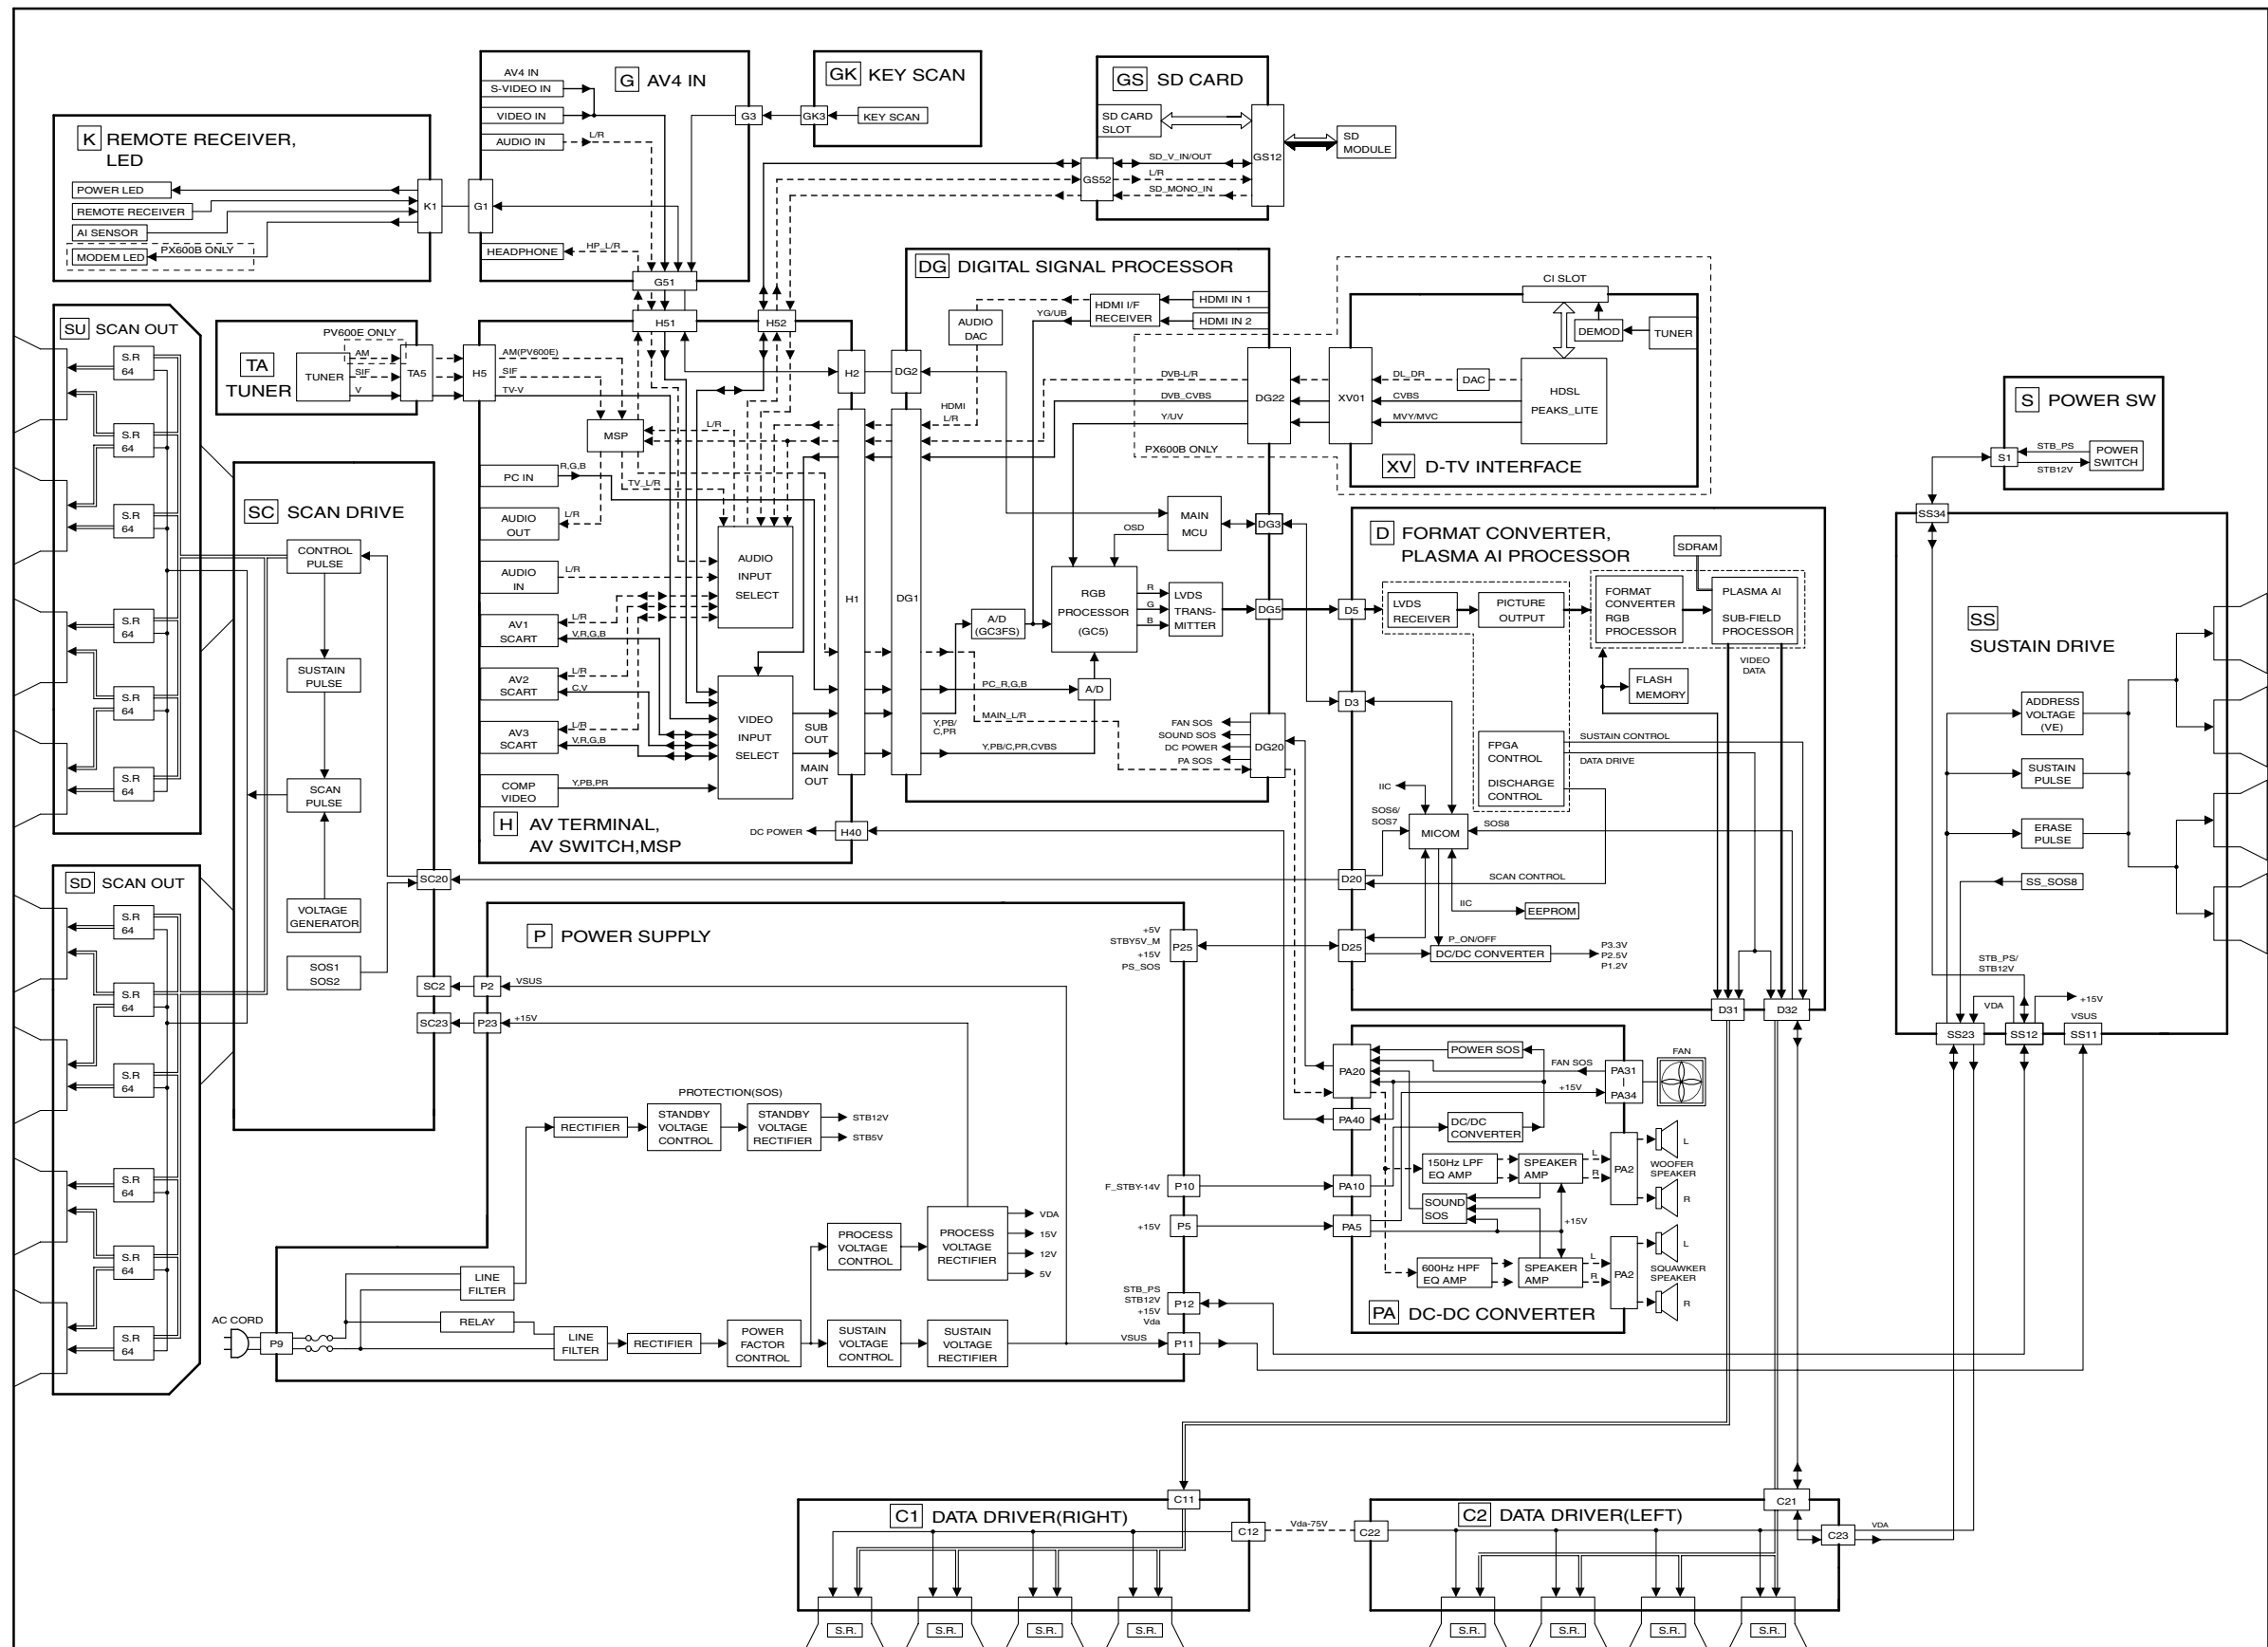 K
REMOTE RECEIVER,
LED
POWER LED
REMOTE RECEIVER
AI SENSOR
PX600B ONLY
MODEM LED
K1
G
AV4 IN
AV4 IN
S-VIDEO IN
VIDEO IN
AUDIO IN
L/R
G3
G1
HEADPHONE
HP_L/R
G51
GK
KEY SCAN
GK3
KEY SCAN
GS
SD CARD
SD CARD
SLOT
GS12
GS52
SD_V_IN/OUT
L/R
SD_MONO_IN
SD
MODULE
SU
SCAN OUT
S.R
64
S.R
64
S.R
64
S.R
64
S.R
64
S.R
64
TA
TUNER
PV600E ONLY
TUNER
AM
SIF
V
TA5
SC
SCAN DRIVE
CONTROL
PULSE
SUSTAIN
PULSE
SCAN
PULSE
VOLTAGE
GENERATOR
SOS1
SOS2
SC20
SC2
SC23
SD
SCAN OUT
S.R
64
S.R
64
S.R
64
S.R
64
S.R
64
S.R
64
H51
H52
H5
AM(PV600E)
SIF
TV-V
H2
MSP
L/R
PC IN
R,G,B
TV_L/R
AUDIO
OUT
L/R
AUDIO
IN
L/R
AUDIO
INPUT
SELECT
AV1
SCART
L/R
V,R,G,B
AV2
SCART
L/R
C,V
AV3
SCART
L/R
V,R,G,B
VIDEO
INPUT
SELECT
SUB
OUT
MAIN
OUT
COMP
VIDEO
Y,PB,PR
H1
H
AV TERMINAL,
AV SWITCH,MSP
DC POWER
H40
DG
DIGITAL SIGNAL PROCESSOR
AUDIO
DAC
HDMI I/F
RECEIVER
HDMI IN 1
HDMI IN 2
YG/UB
DG2
DG1
HDMI
L/R
DVB-L/R
DVB_CVBS
Y/UV
DG22
PX600B ONLY
MAIN
MCU
OSD
DG3
RGB
PROCESSOR
(GC5)
R
G
B
LVDS
TRANS-
MITTER
DG5
A/D
(GC3FS)
A/D
PC_R,G,B
MAIN_L/R
Y,PB/
C,PR
Y,PB/C,PR,CVBS
FAN SOS
SOUND SOS
DC POWER
PA SOS
DG20
CI SLOT
DEMOD
TUNER
XV01
DL_DR
DAC
CVBS
MVY/MVC
HDSL
PEAKS_LITE
XV
D-TV INTERFACE
S
POWER SW
S1
STB_PS
STB12V
POWER
SWITCH
D
FORMAT CONVERTER,
PLASMA AI PROCESSOR
SDRAM
D5
LVDS
RECEIVER
PICTURE
OUTPUT
FORMAT
CONVERTER
RGB
PROCESSOR
PLASMA AI
SUB-FIELD
PROCESSOR
VIDEO
DATA
FLASH
MEMORY
D3
FPGA
CONTROL
DISCHARGE
CONTROL
SUSTAIN CONTROL
DATA DRIVE
IIC
SOS6/
SOS7
MICOM
SOS8
D20
SCAN CONTROL
IIC
EEPROM
D25
P_ON/OFF
DC/DC CONVERTER
P3.3V
P2.5V
P1.2V
D31
D32
SS34
SS
SUSTAIN DRIVE
ADDRESS
VOLTAGE
(VE)
SUSTAIN
PULSE
ERASE
PULSE
SS_SOS8
STB_PS/
STB12V
VDA
+15V
VSUS
SS23
SS12
SS11
P
POWER SUPPLY
P2
VSUS
P23
+15V
+5V
STBY5V_M
+15V
PS_SOS
P25
PROTECTION(SOS)
RECTIFIER
STANDBY
VOLTAGE
CONTROL
STANDBY
VOLTAGE
RECTIFIER
STB12V
STB5V
F_STBY-14V
P10
+15V
P5
PROCESS
VOLTAGE
CONTROL
PROCESS
VOLTAGE
RECTIFIER
VDA
15V
12V
5V
LINE
FILTER
RELAY
AC CORD
P9
LINE
FILTER
RECTIFIER
POWER
FACTOR
CONTROL
SUSTAIN
VOLTAGE
CONTROL
SUSTAIN
VOLTAGE
RECTIFIER
STB_PS
STB12V
+15V
Vda
P12
VSUS
P11
PA20
POWER SOS
FAN SOS
PA31
PA34
FAN
+15V
PA40
DC/DC
CONVERTER
PA10
150Hz LPF
EQ AMP
SPEAKER
AMP
L
R
PA2
L
WOOFER
SPEAKER
R
SOUND
SOS
PA5
+15V
600Hz HPF
EQ AMP
SPEAKER
AMP
L
R
PA2
L
SQUAWKER
SPEAKER
R
PA
DC-DC CONVERTER
C1
DATA DRIVER(RIGHT)
C11
C12
Vda-75V
S.R.
S.R.
S.R.
S.R.
C2
DATA DRIVER(LEFT)
C21
C22
C23
VDA
S.R.
S.R.
S.R.
S.R.